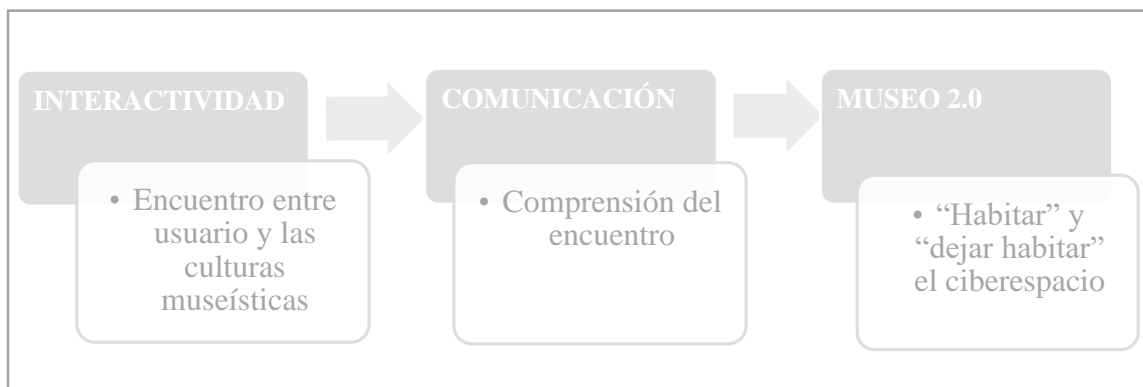 INTERACTIVIDAD
• Encuentro entre
usuario y las
culturas
museísticas
COMUNICACIÓN
• Comprensión del
encuentro
MUSEO 2.0
• “Habitar” y
“dejar habitar”
el ciberespacio